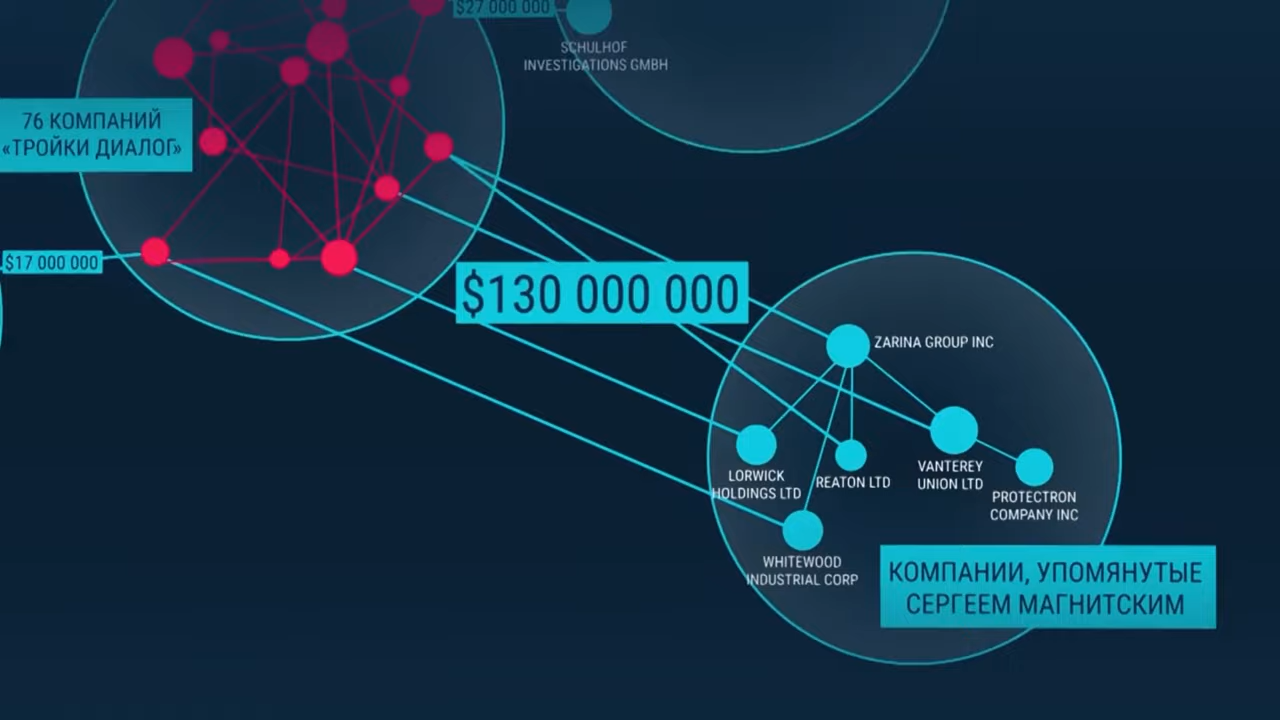 $27 000 000
SCHULHOF
INVESTIGATIONS GMBH
76 КОМПАНИЙ
«ТРОЙКИ ДИАЛОГ»
$17 000 000
$130 000 000
ZARINA GROUP INC
LORWICK
HOLDINGS LTD
REATON LTD
VANTEREY
UNION LTD
PROTECTRON
COMPANY INC
WHITEWOOD
INDUSTRIAL CORP
КОМПАНИИ, УПОМЯНУТЫЕ
СЕРГЕЕМ МАГНИТСКИМ